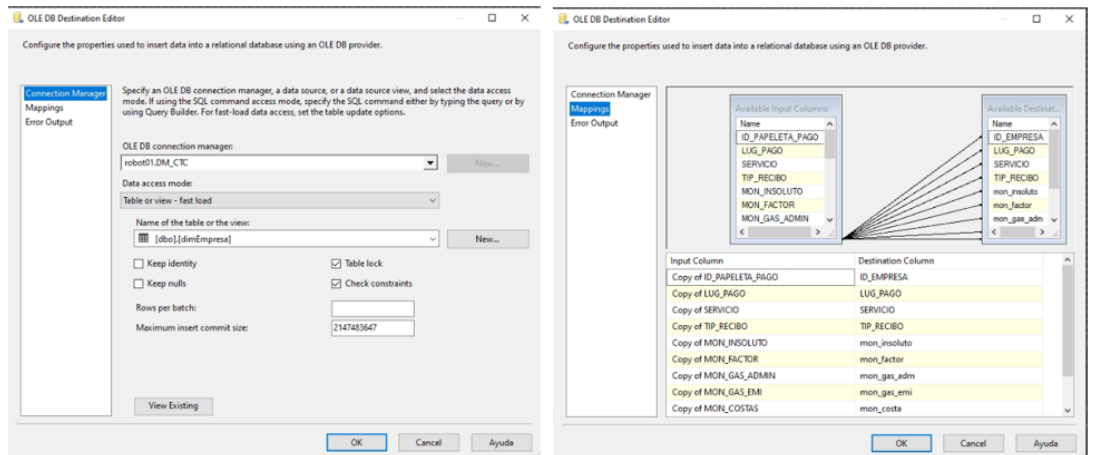 OLE DB Destination Editor
Configure the properties used to insert data into a relational database using an OLE DB provider.
Connection Manager
Mappings
Error Output
Specify an OLE DB connection manager, a data source, or a data source view, and select the data access
mode. If using the SQL command access mode, specify the SQL command either by typing the query or by
using Query Builder. For fast-load data access, set the table update options.
OLE DB connection manager:
robot01.DM_CTC
New...
Data access mode:
Table or view - fast load
Name of the table or the view:
[dbo].[dimEmpresa]
New...
Keep identity
Table lock
Keep nulls
Check constraints
Rows per batch:
Maximum insert commit size:
2147483647
View Existing
OK
Cancel
Ayuda
OLE DB Destination Editor
Configure the properties used to insert data into a relational database using an OLE DB provider.
Connection Manager
Mappings
Error Output
Available Input Columns
Name
ID_PAPELETA_PAGO
LUG_PAGO
SERVICIO
TIP_RECIBO
MON_INSOLUTO
MON_FACTOR
MON_GAS_ADMIN
Available Destinat...
Name
ID_EMPRESA
LUG_PAGO
SERVICIO
TIP_RECIBO
mon_insoluto
mon_factor
mon_gas_adm
Input Column Destination Column
Copy of ID_PAPELETA_PAGO ID_EMPRESA
Copy of LUG_PAGO LUG_PAGO
Copy of SERVICIO SERVICIO
Copy of TIP_RECIBO TIP_RECIBO
Copy of MON_INSOLUTO mon_insoluto
Copy of MON_FACTOR mon_factor
Copy of MON_GAS_ADMIN mon_gas_adm
Copy of MON_GAS_EMI mon_gas_emi
Copy of MON_COSTAS mon_costa
OK
Cancel
Ayuda